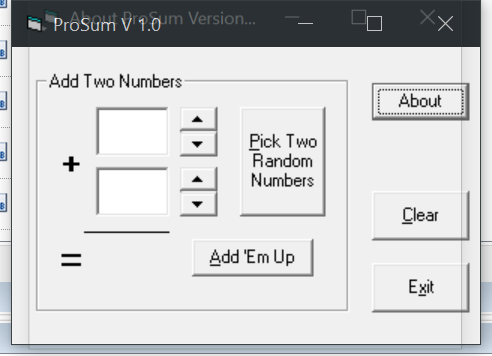 About ProSum Version...
ProSum V 1.0
Add Two Numbers
About
+
Pick Two
Random
Numbers
Clear
=
Add 'Em Up
Exit